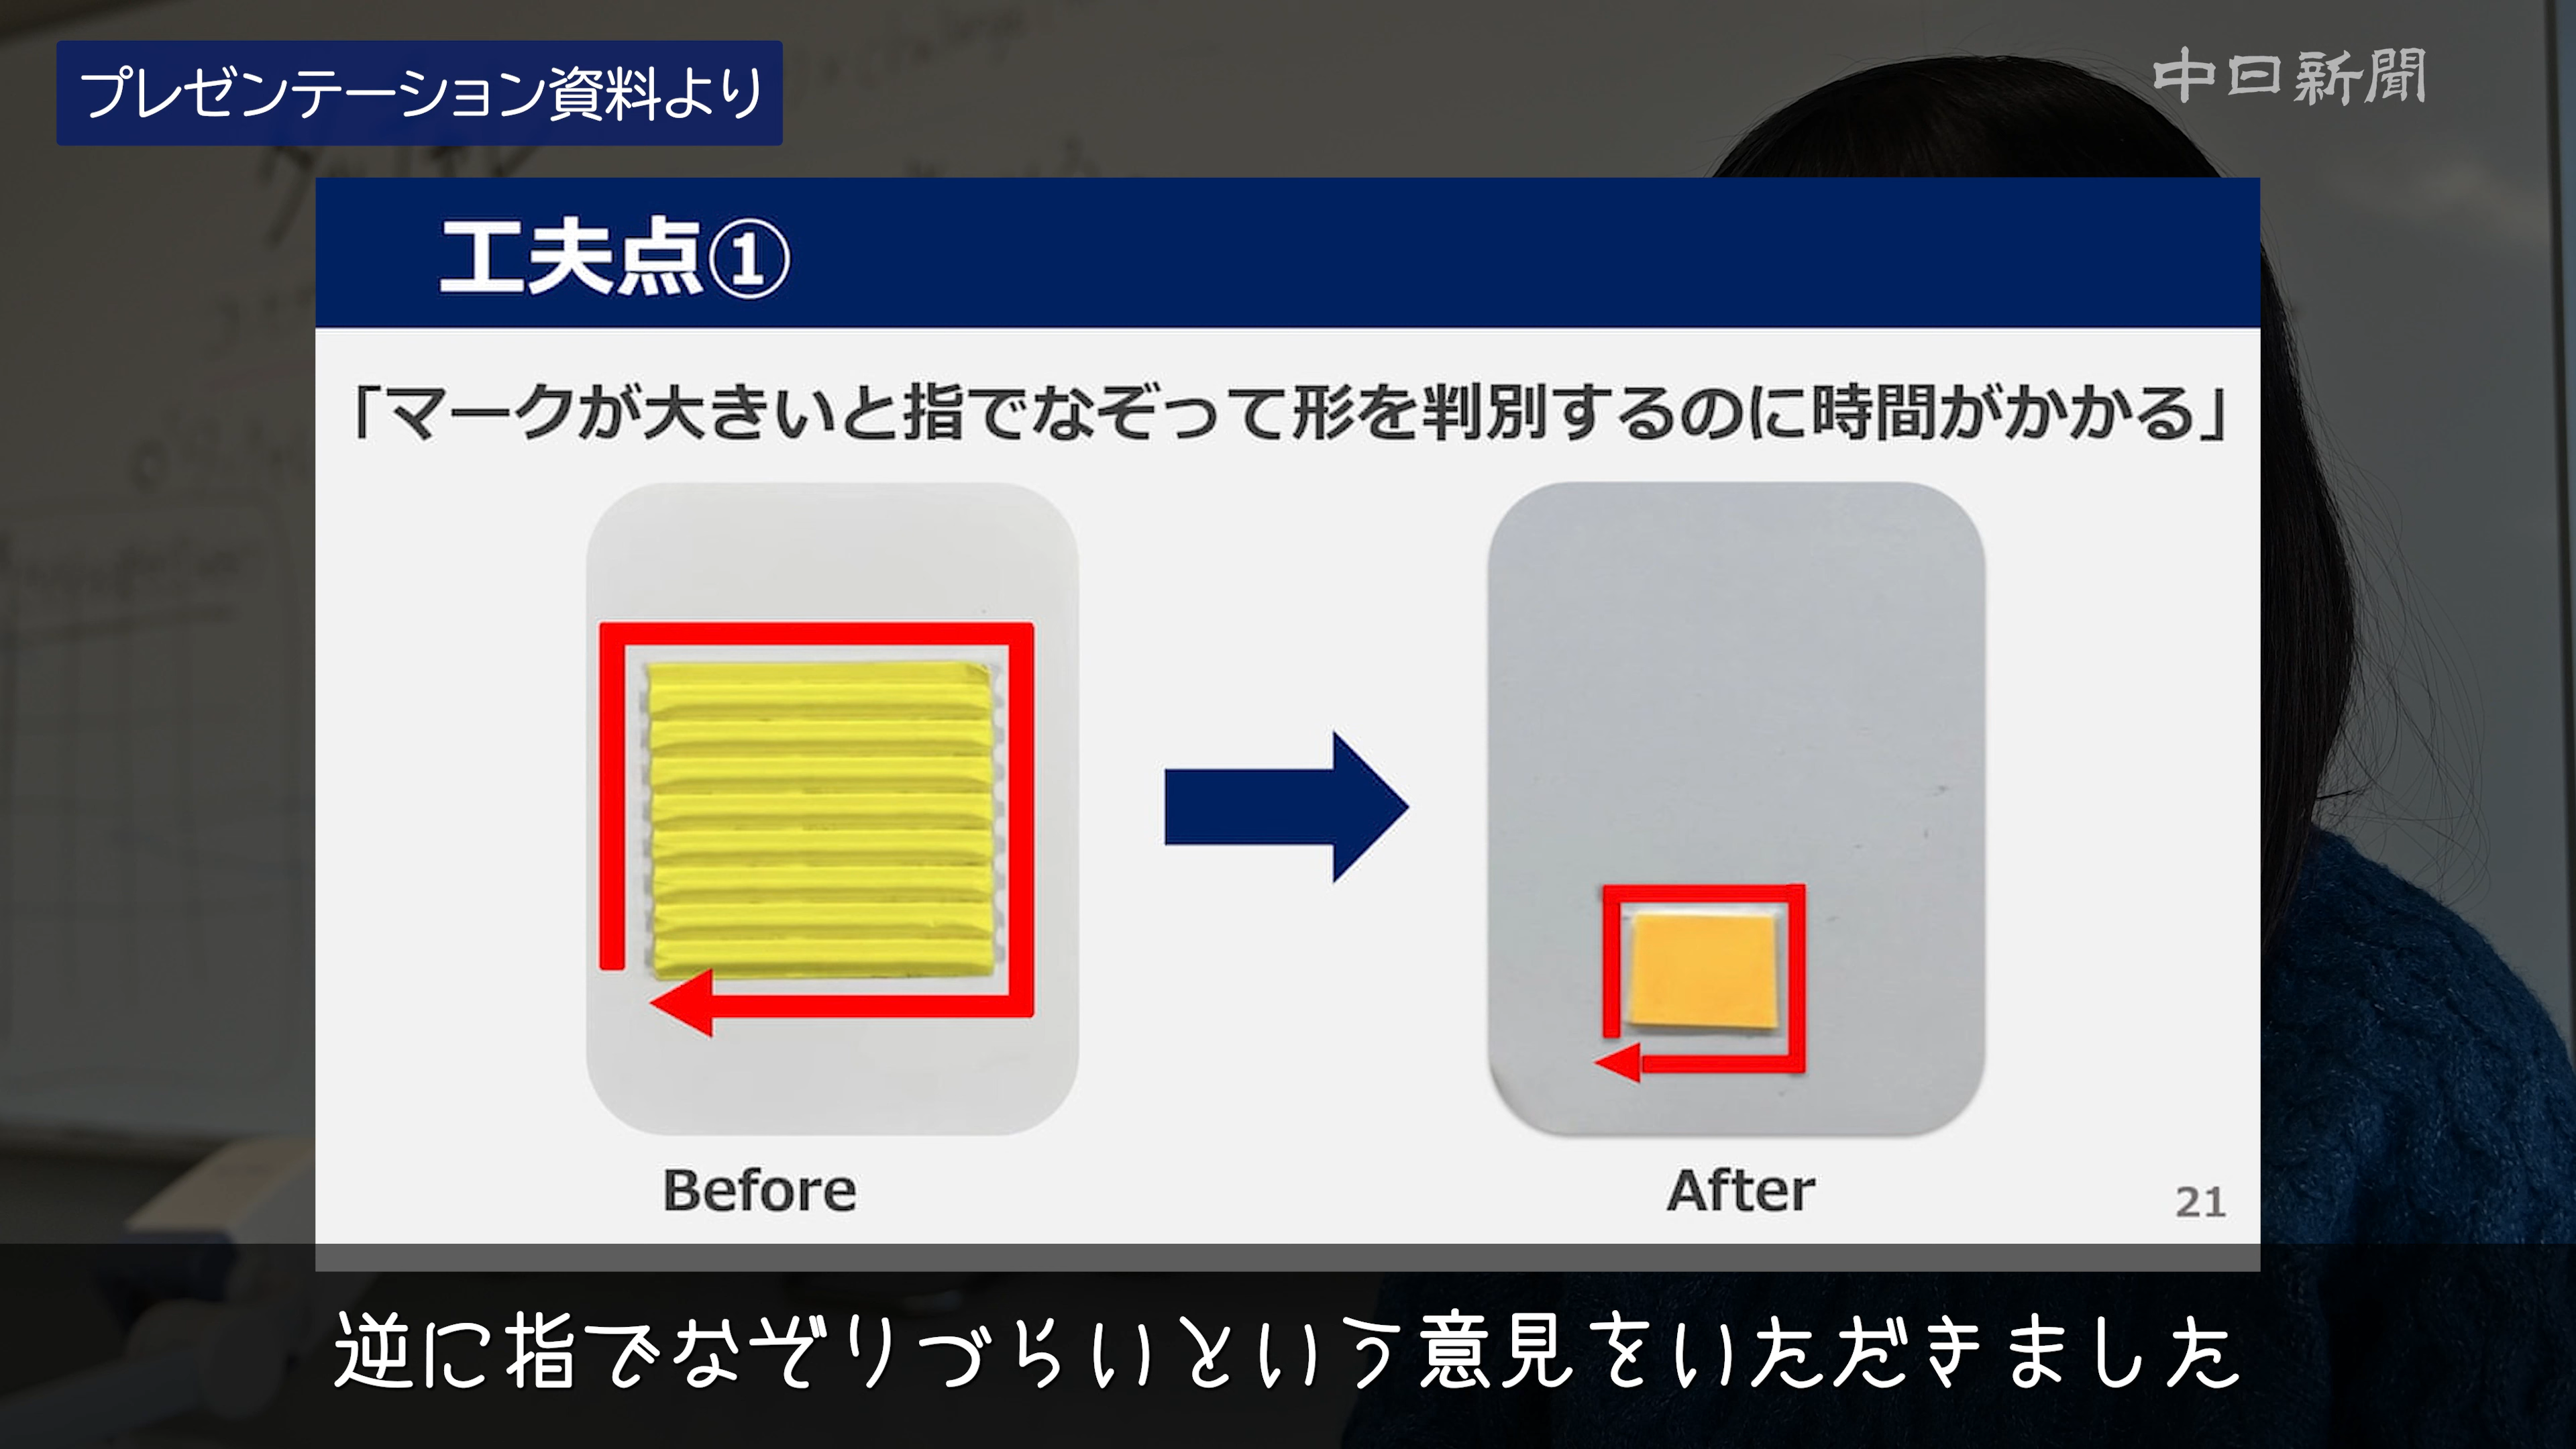 プレゼンテーション資料より
中日新聞
工夫点①
「マークが大きいと指でなぞって形を判別するのに時間がかかる」
Before
After
21
逆に指でなぞりづらいという意見をいただきました